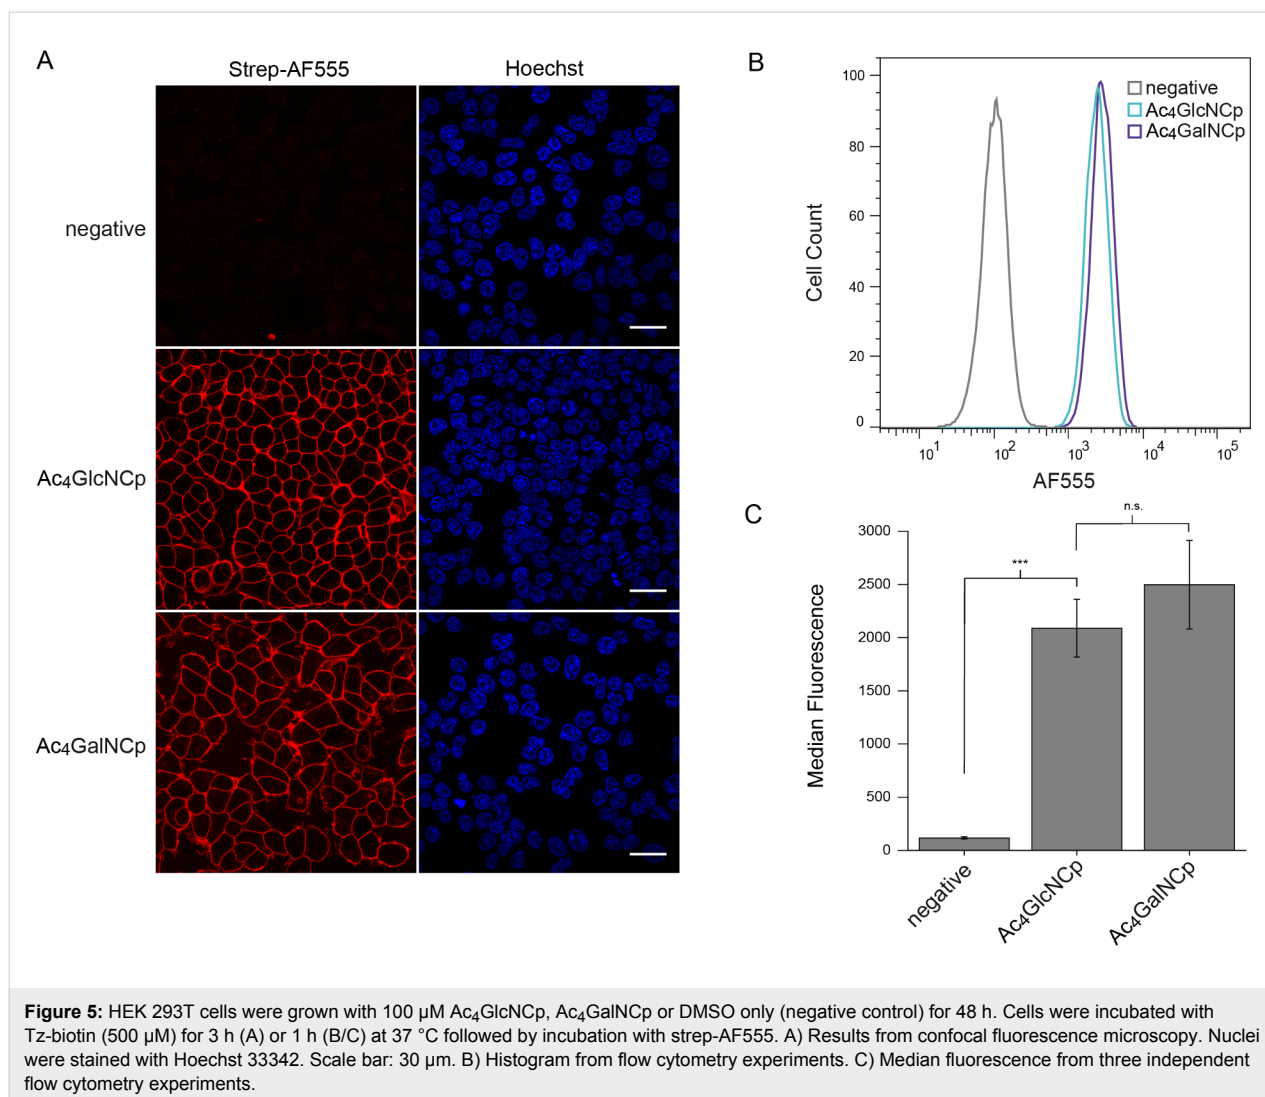 A
Strep-AF555
Hoechst
negative
Ac4GlcNCp
Ac4GalNCp
B
100
80
60
40
20
0
Cell Count
negative
Ac4GlcNCp
Ac4GalNCp
10^1
10^2
10^3
10^4
10^5
AF555
C
n.s.
***
3000
2500
2000
1500
1000
500
0
Median Fluorescence
negative
Ac4GlcNCp
Ac4GalNCp
Figure 5: HEK 293T cells were grown with 100 µM Ac4GlcNCp, Ac4GalNCp or DMSO only (negative control) for 48 h. Cells were incubated with
Tz-biotin (500 µM) for 3 h (A) or 1 h (B/C) at 37 °C followed by incubation with strep-AF555. A) Results from confocal fluorescence microscopy. Nuclei
were stained with Hoechst 33342. Scale bar: 30 µm. B) Histogram from flow cytometry experiments. C) Median fluorescence from three independent
flow cytometry experiments.